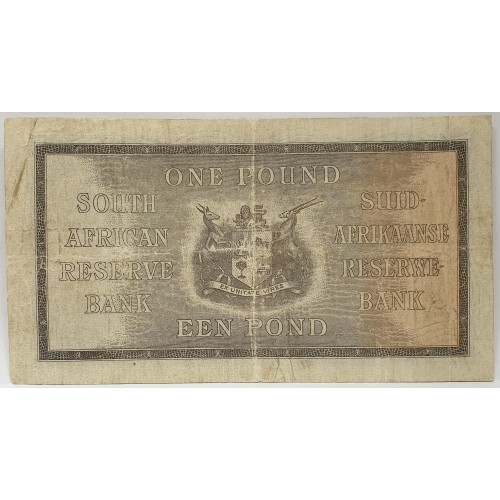 ONE POUND
SOUTH
AFRICAN
RESERVE
BANK
SUID-
AFRIKAANSE
RESERWE-
BANK
EX UNITATE VIRES
EEN POND